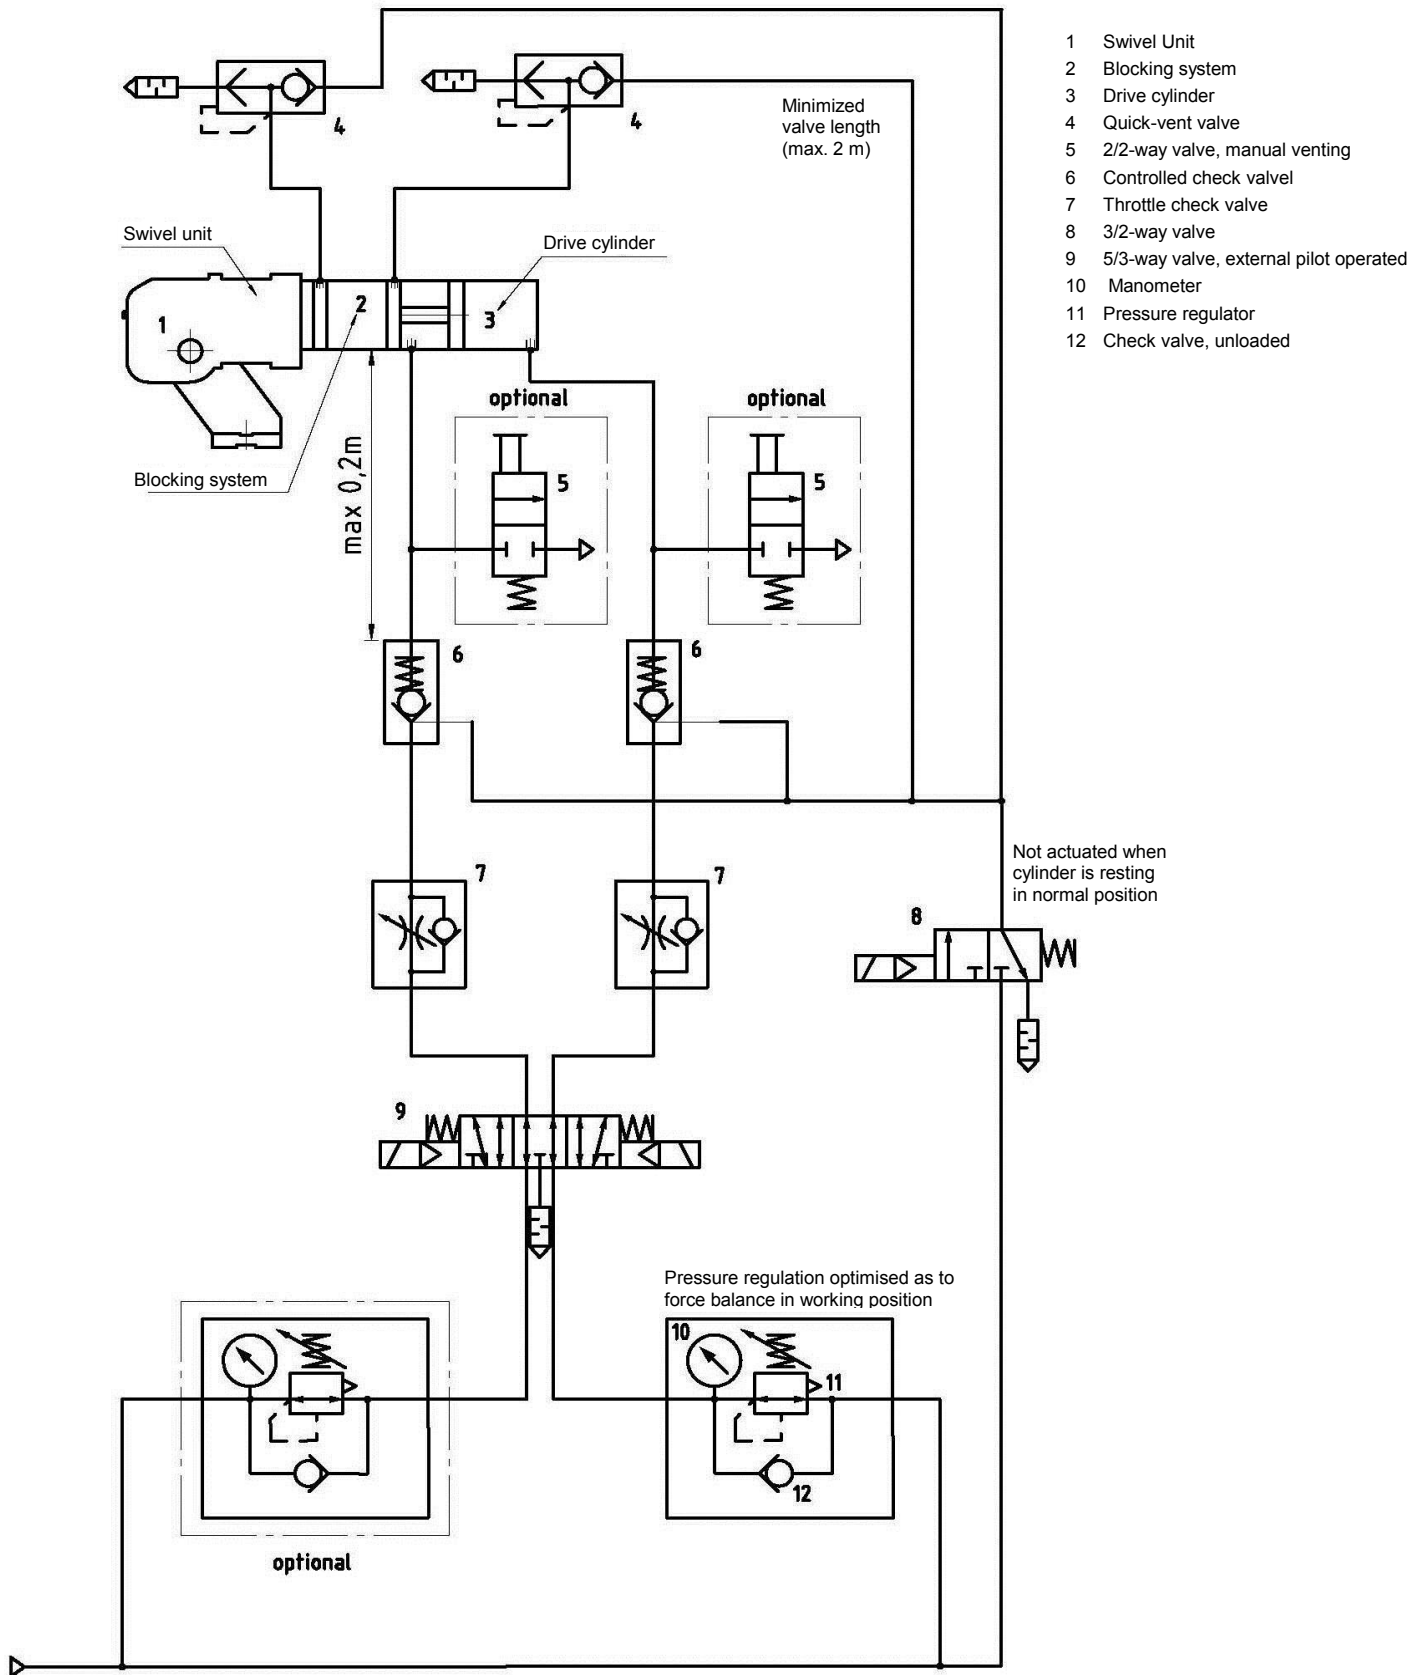 1 Swivel Unit
2 Blocking system
3 Drive cylinder
4 Quick-vent valve
5 2/2-way valve, manual venting
6 Controlled check valvel
7 Throttle check valve
8 3/2-way valve
9 5/3-way valve, external pilot operated
10 Manometer
11 Pressure regulator
12 Check valve, unloaded
4
4
Minimized
valve length
(max. 2 m)
Swivel unit
Drive cylinder
1
2
3
Blocking system
max 0,2m
optional
optional
5
5
6
6
7
7
Not actuated when
cylinder is resting
in normal position
8
9
Pressure regulation optimised as to
force balance in working position
10
11
12
optional